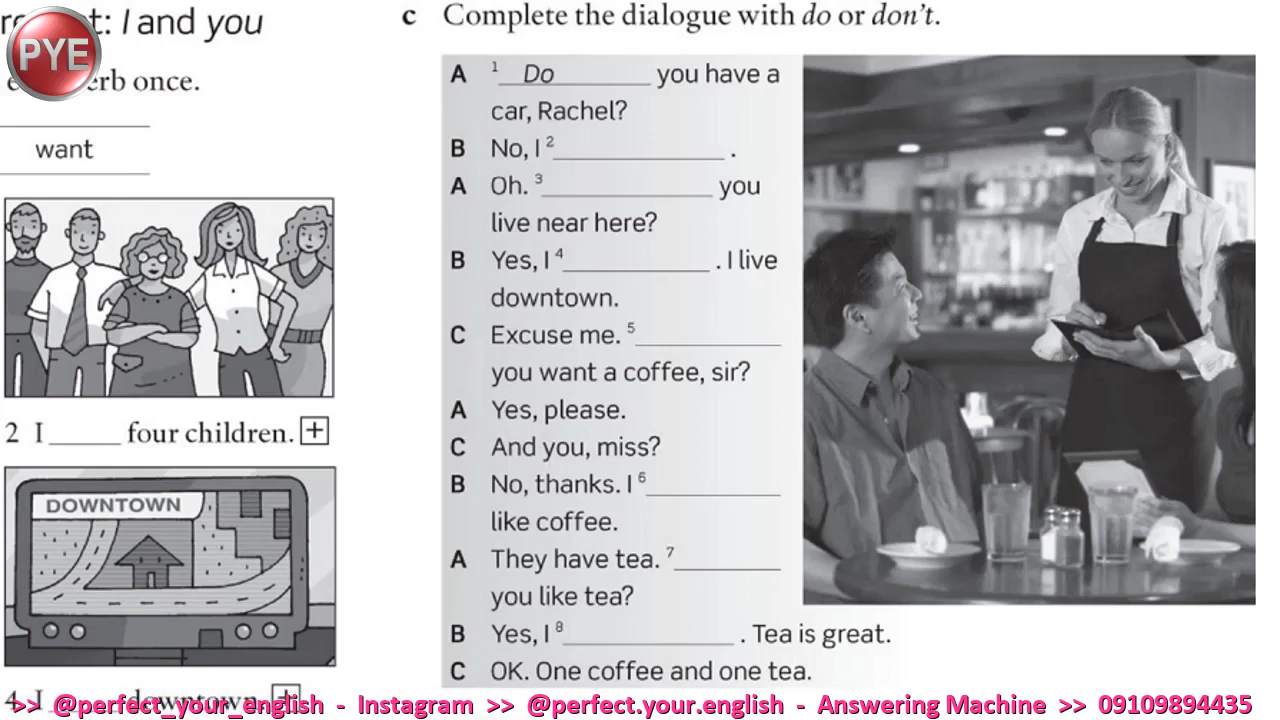 t: I and you
PYE
erb once.
want
2 I ______ four children. +
DOWNTOWN
4 I ______ downtown. +
c Complete the dialogue with do or don't.
A ¹ Do you have a
car, Rachel?
B No, I ² ______ .
A Oh. ³ ______ you
live near here?
B Yes, I ⁴ ______ . I live
downtown.
C Excuse me. ⁵ ______
you want a coffee, sir?
A Yes, please.
C And you, miss?
B No, thanks. I ⁶ ______
like coffee.
A They have tea. ⁷ ______
you like tea?
B Yes, I ⁸ ______ . Tea is great.
C OK. One coffee and one tea.
>> @perfect_your_english - Instagram >> @perfect.your.english - Answering Machine >> 09109894435